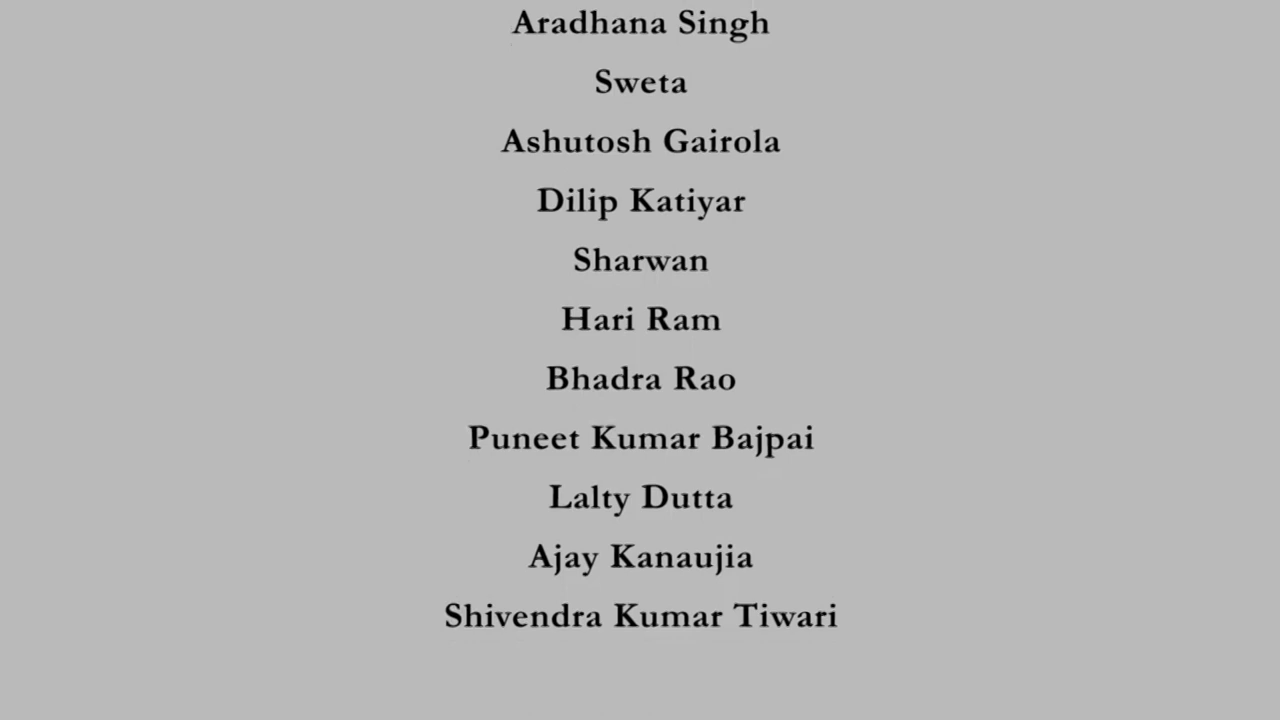 Aradhana Singh
Sweta
Ashutosh Gairola
Dilip Katiyar
Sharwan
Hari Ram
Bhadra Rao
Puneet Kumar Bajpai
Lalty Dutta
Ajay Kanaujia
Shivendra Kumar Tiwari